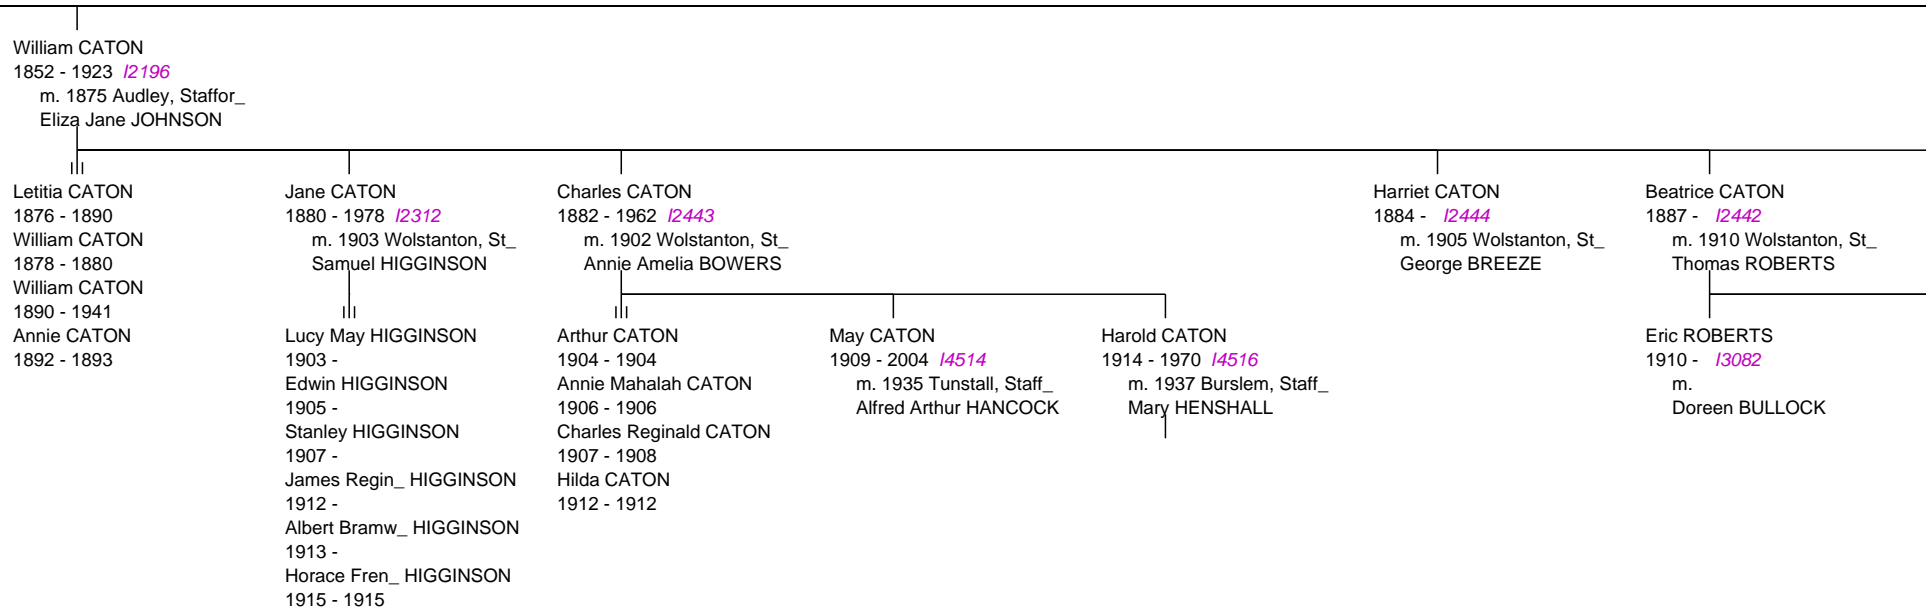 William CATON
1852 - 1923 I2196
m. 1875 Audley, Staffor_
Eliza Jane JOHNSON
Letitia CATON
1876 - 1890
William CATON
1878 - 1880
William CATON
1890 - 1941
Annie CATON
1892 - 1893
Jane CATON
1880 - 1978 I2312
m. 1903 Wolstanton, St_
Samuel HIGGINSON
Lucy May HIGGINSON
1903 -
Edwin HIGGINSON
1905 -
Stanley HIGGINSON
1907 -
James Regin_ HIGGINSON
1912 -
Albert Bramw_ HIGGINSON
1913 -
Horace Fren_ HIGGINSON
1915 - 1915
Charles CATON
1882 - 1962 I2443
m. 1902 Wolstanton, St_
Annie Amelia BOWERS
Arthur CATON
1904 - 1904
Annie Mahalah CATON
1906 - 1906
Charles Reginald CATON
1907 - 1908
Hilda CATON
1912 - 1912
May CATON
1909 - 2004 I4514
m. 1935 Tunstall, Staff_
Alfred Arthur HANCOCK
Harold CATON
1914 - 1970 I4516
m. 1937 Burslem, Staff_
Mary HENSHALL
Harriet CATON
1884 - I2444
m. 1905 Wolstanton, St_
George BREEZE
Beatrice CATON
1887 - I2442
m. 1910 Wolstanton, St_
Thomas ROBERTS
Eric ROBERTS
1910 - I3082
m.
Doreen BULLOCK